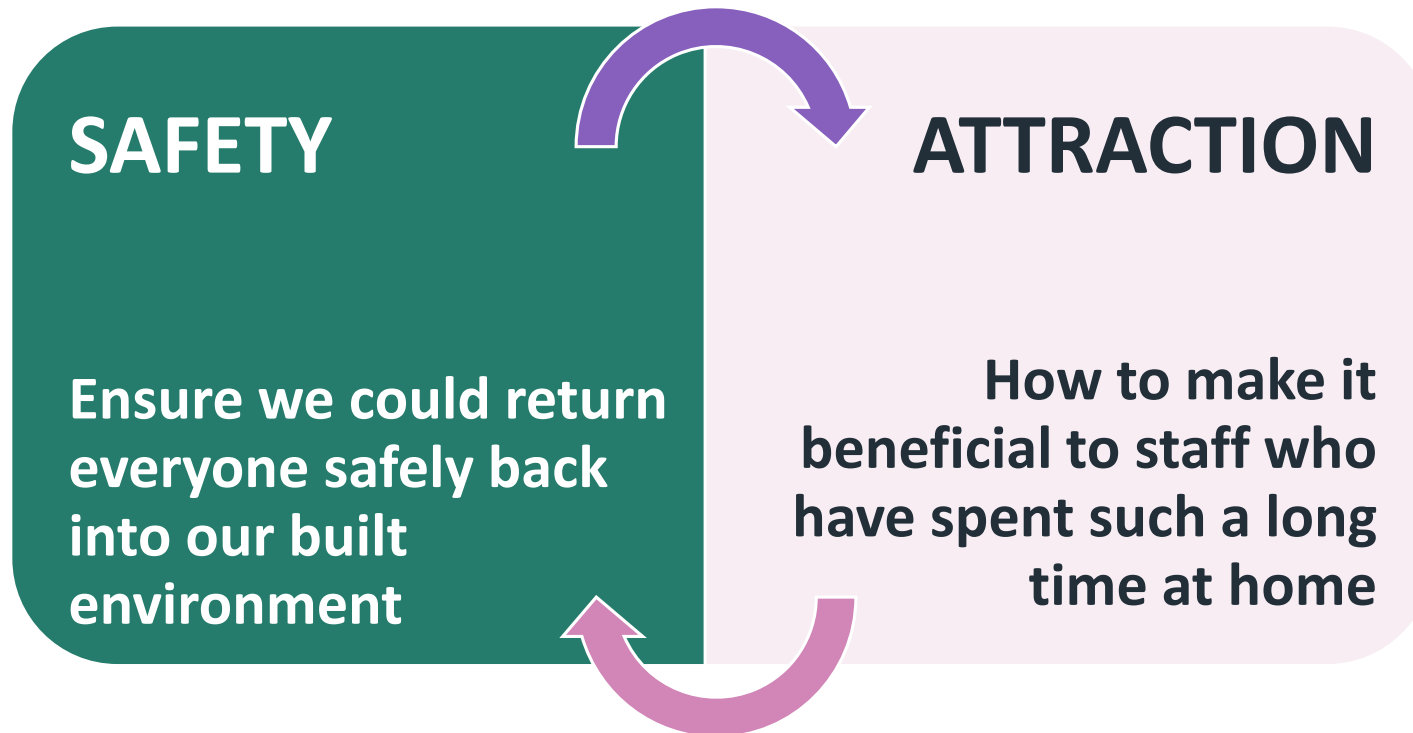 SAFETY
Ensure we could return
everyone safely back
into our built
environment
ATTRACTION
How to make it
beneficial to staff who
have spent such a long
time at home